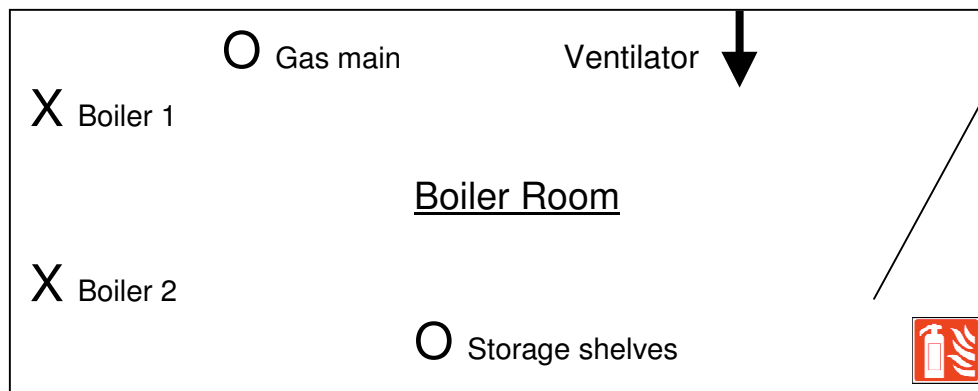 O Gas main
Ventilator
X Boiler 1
Boiler Room
X Boiler 2
O Storage shelves